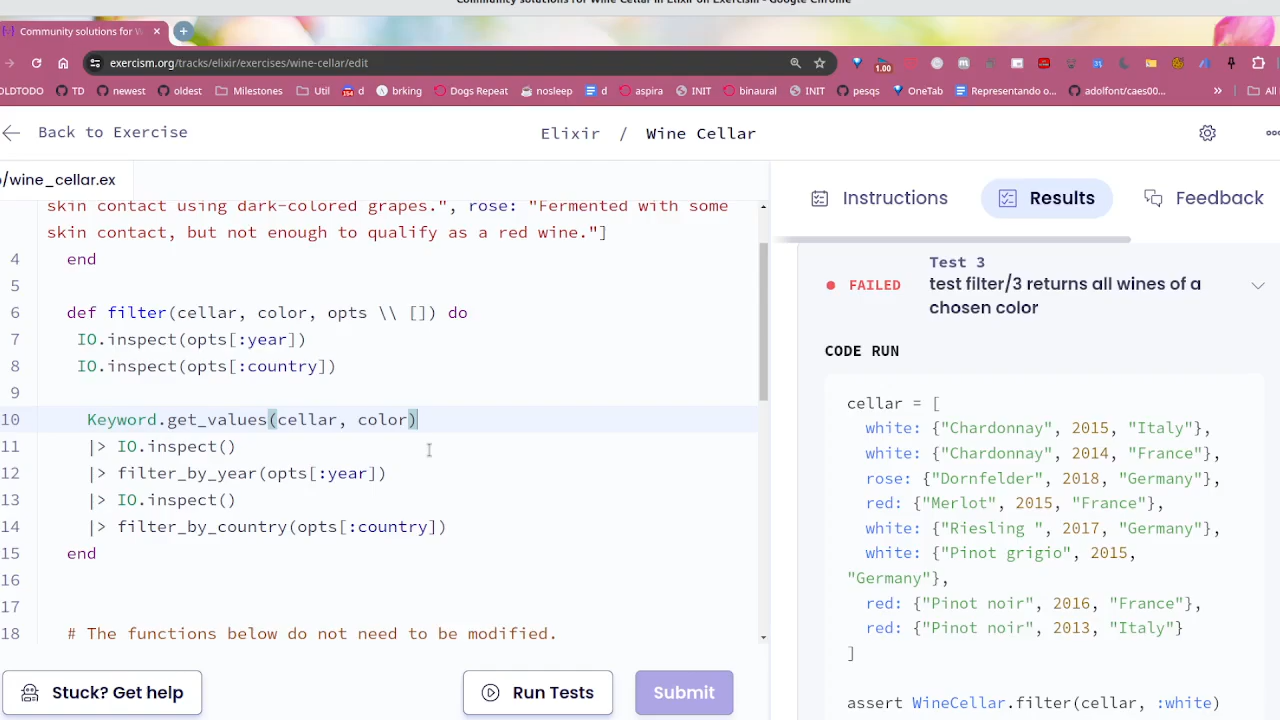 Community solutions for Wine Cellar in Elixir on Exercism - Google Chrome
Community solutions for W
exercism.org/tracks/elixir/exercises/wine-cellar/edit
1.00
OLDTODO TD newest oldest Milestones Util d brking Dogs Repeat nosleep d aspira INIT binaural INIT pesqs OneTab Representando o... adolfont/caes00... » All
Back to Exercise
Elixir / Wine Cellar
/wine_cellar.ex
Instructions
Results
Feedback
skin contact using dark-colored grapes.", rose: "Fermented with some
skin contact, but not enough to qualify as a red wine."]
4 end
5
6 def filter(cellar, color, opts \\ []) do
7 IO.inspect(opts[:year])
8 IO.inspect(opts[:country])
9
10 Keyword.get_values(cellar, color)
11 |> IO.inspect()
12 |> filter_by_year(opts[:year])
13 |> IO.inspect()
14 |> filter_by_country(opts[:country])
15 end
16
17
18 # The functions below do not need to be modified.
Stuck? Get help
Run Tests
Submit
Test 3
FAILED
test filter/3 returns all wines of a
chosen color
CODE RUN
cellar = [
white: {"Chardonnay", 2015, "Italy"},
white: {"Chardonnay", 2014, "France"},
rose: {"Dornfelder", 2018, "Germany"},
red: {"Merlot", 2015, "France"},
white: {"Riesling ", 2017, "Germany"},
white: {"Pinot grigio", 2015,
"Germany"},
red: {"Pinot noir", 2016, "France"},
red: {"Pinot noir", 2013, "Italy"}
]
assert WineCellar.filter(cellar, :white)